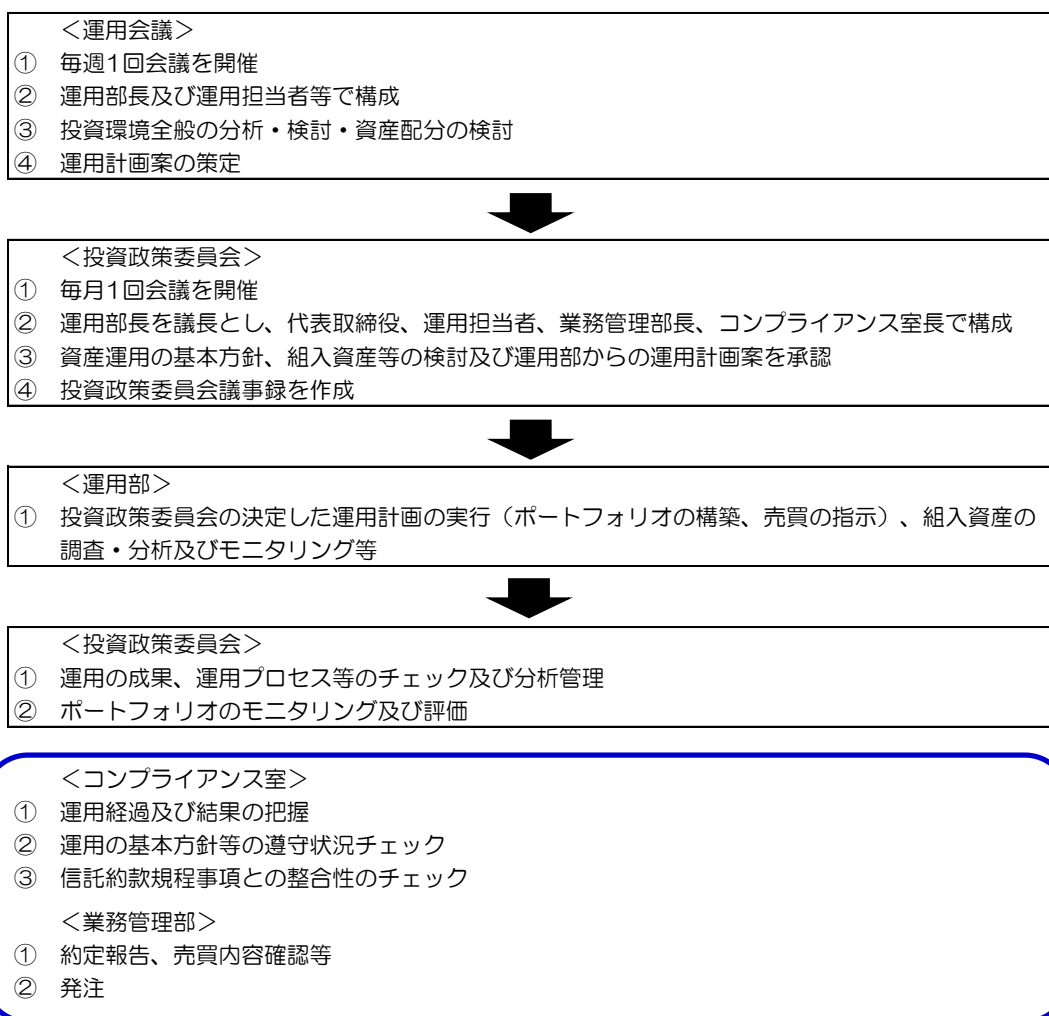 ＜運用会議＞
① 毎週1回会議を開催
② 運用部長及び運用担当者等で構成
③ 投資環境全般の分析・検討・資産配分の検討
④ 運用計画案の策定
＜投資政策委員会＞
① 毎月1回会議を開催
② 運用部長を議長とし、代表取締役、運用担当者、業務管理部長、コンプライアンス室長で構成
③ 資産運用の基本方針、組入資産等の検討及び運用部からの運用計画案を承認
④ 投資政策委員会議事録を作成
＜運用部＞
① 投資政策委員会の決定した運用計画の実行（ポートフォリオの構築、売買の指示）、組入資産の
調査・分析及びモニタリング等
＜投資政策委員会＞
① 運用の成果、運用プロセス等のチェック及び分析管理
② ポートフォリオのモニタリング及び評価
＜コンプライアンス室＞
① 運用経過及び結果の把握
② 運用の基本方針等の遵守状況チェック
③ 信託約款規程事項との整合性のチェック
＜業務管理部＞
① 約定報告、売買内容確認等
② 発注